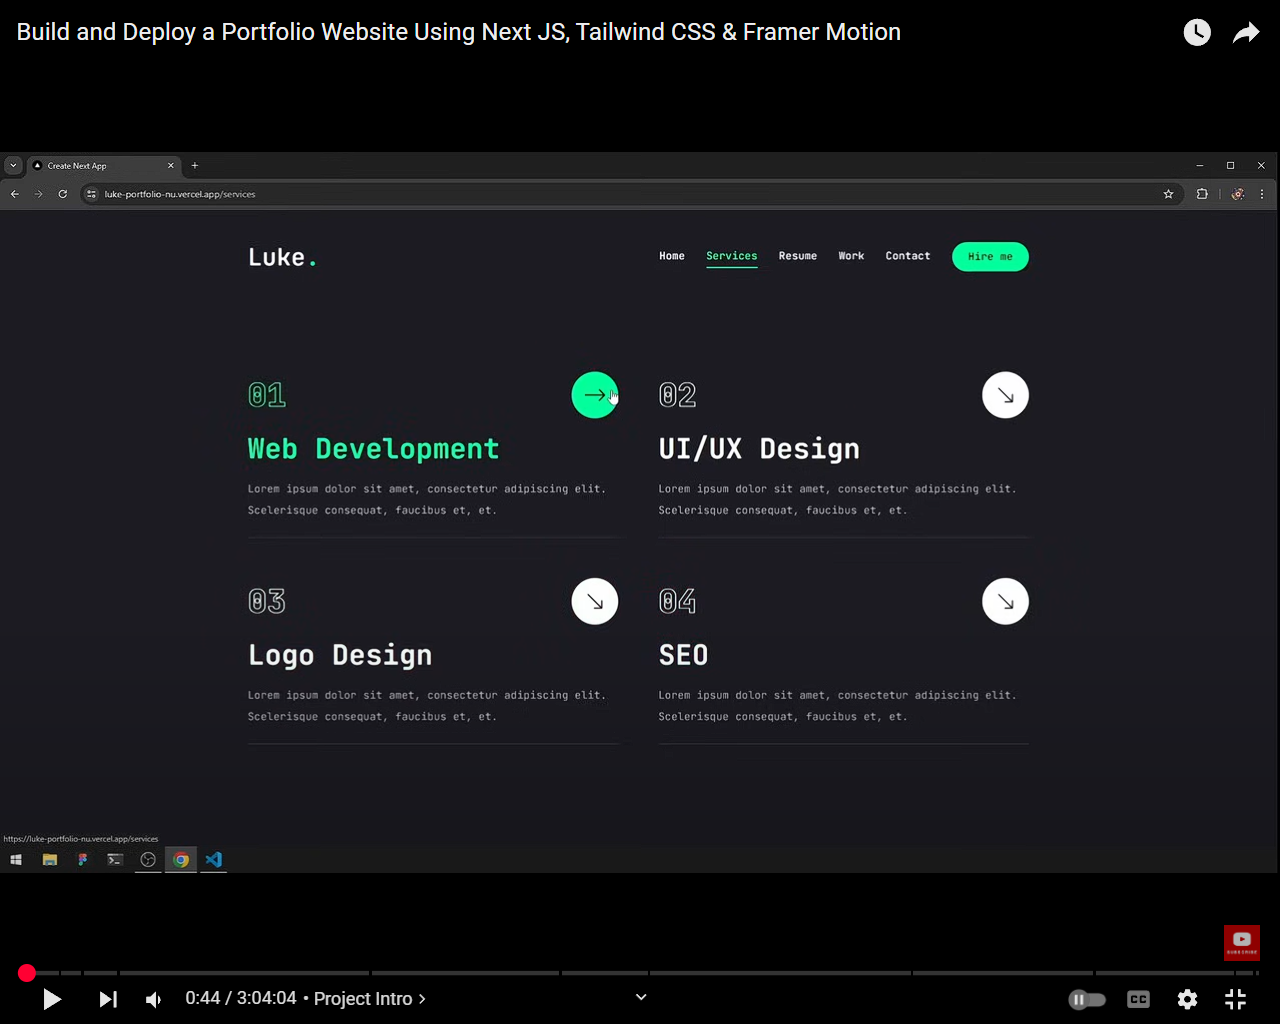 Build and Deploy a Portfolio Website Using Next JS, Tailwind CSS & Framer Motion
Create Next App
luke-portfolio-nu.vercel.app/services
Luke.
Home Services Resume Work Contact Hire me
01
Web Development
Lorem ipsum dolor sit amet, consectetur adipiscing elit.
Scelerisque consequat, faucibus et, et.
02
UI/UX Design
Lorem ipsum dolor sit amet, consectetur adipiscing elit.
Scelerisque consequat, faucibus et, et.
03
Logo Design
Lorem ipsum dolor sit amet, consectetur adipiscing elit.
Scelerisque consequat, faucibus et, et.
04
SEO
Lorem ipsum dolor sit amet, consectetur adipiscing elit.
Scelerisque consequat, faucibus et, et.
https://luke-portfolio-nu.vercel.app/services
SUBSCRIBE
0:44 / 3:04:04 • Project Intro
CC